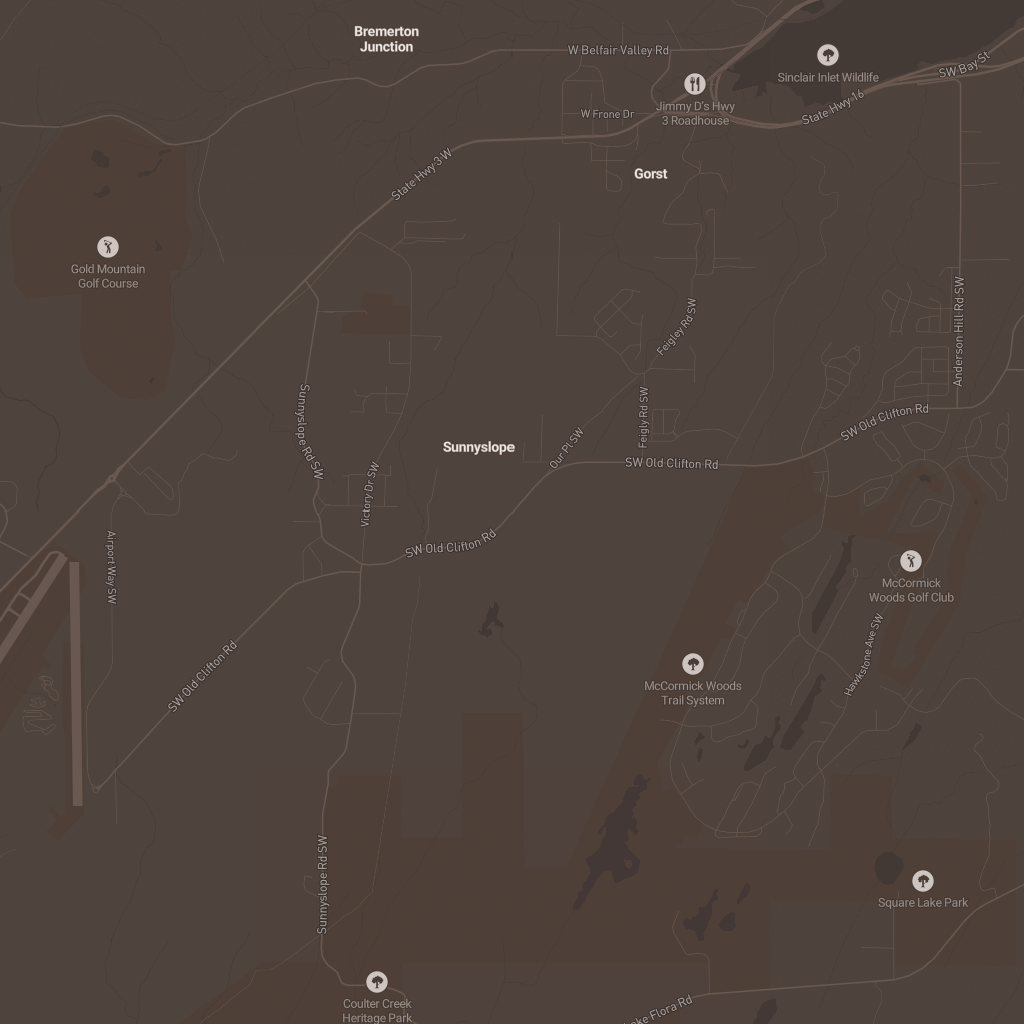 Bremerton
Junction
W Belfair Valley Rd
Sinclair Inlet Wildlife
SW Bay St
State Hwy 16
Jimmy D's Hwy
3 Roadhouse
W Frone Dr
State Hwy 3 W
Gorst
Gold Mountain
Golf Course
Feigley Rd SW
Anderson Hill Rd SW
Sunnyslope Rd SW
Feigly Rd SW
SW Old Clifton Rd
Sunnyslope
Our Pl SW
SW Old Clifton Rd
Victory Dr SW
SW Old Clifton Rd
Airport Way SW
McCormick
Woods Golf Club
Hawkstone Ave SW
SW Old Clifton Rd
McCormick Woods
Trail System
Sunnyslope Rd SW
Square Lake Park
Coulter Creek
Heritage Park
Lake Flora Rd